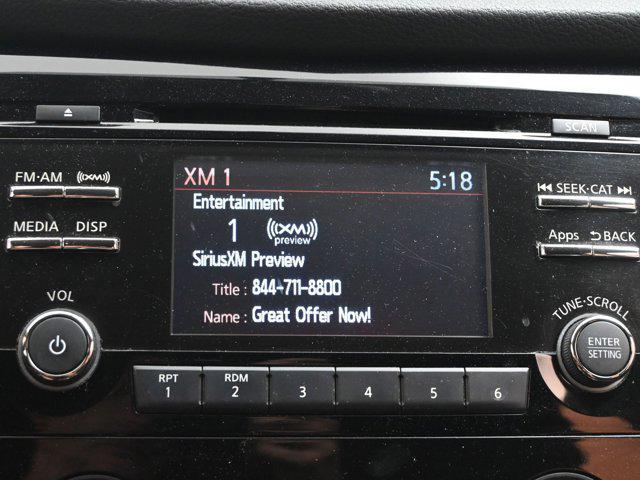 SCAN
FM·AM
((XM))
SEEK·CAT
MEDIA
DISP
Apps
BACK
XM 1
5:18
Entertainment
1
((XM))
preview
SiriusXM Preview
Title : 844-711-8800
Name : Great Offer Now!
VOL
TUNE·SCROLL
ENTER
SETTING
RPT
1
RDM
2
3
4
5
6